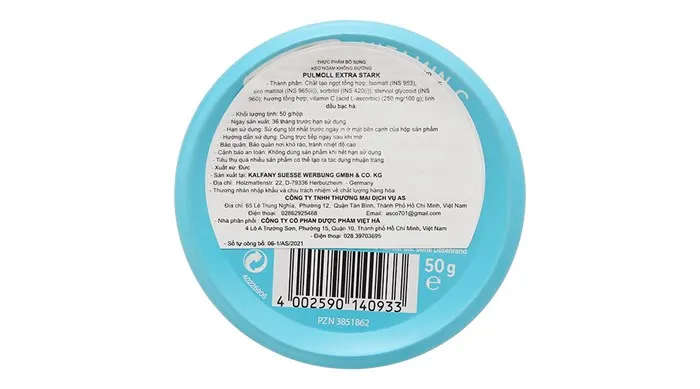 VITAMIN C
THỰC PHẨM BỔ SUNG
KẸO NGẬM KHÔNG ĐƯỜNG
PULMOLL EXTRA STARK
- Thành phần: Chất tạo ngọt tổng hợp: Isomalt (INS 953),
siro maltitol (INS 965(ii)), sorbitol (INS 420(i)); steviol glycosid (INS
960); hương tổng hợp; vitamin C (acid L-ascorbic) (250 mg/100 g); tinh
dầu bạc hà.
- Khối lượng tịnh: 50 g/hộp
- Ngày sản xuất: 36 tháng trước hạn sử dụng
- Hạn sử dụng: Sử dụng tốt nhất trước ngày in ở mặt bên cạnh của hộp sản phẩm
- Hướng dẫn sử dụng: Dùng trực tiếp ngay sau khi mở
- Bảo quản: Bảo quản nơi khô ráo, tránh nhiệt độ cao
- Cảnh báo an toàn: Không dùng sản phẩm khi hết hạn sử dụng
- Tiêu thụ quá nhiều sản phẩm có thể tạo ra tác dụng nhuận tràng
- Xuất xứ: Đức
- Sản xuất tại: KALFANY SUESSE WERBUNG GMBH & CO. KG
- Địa chỉ: Holzmattenstr 22, D-79336 Herbolzheim, - Germany
- Thương nhân nhập khẩu và chịu trách nhiệm về chất lượng hàng hóa:
CÔNG TY TNHH THƯƠNG MẠI DỊCH VỤ AS
- Địa chỉ: 65 Lê Trung Nghĩa, Phường 12, Quận Tân Bình, Thành Phố Hồ Chí Minh, Việt Nam
Điện thoại : 02862925468 Email : asco701@gmail.com
- Nhà phân phối : CÔNG TY CỔ PHẦN DƯỢC PHẨM VIỆT HÀ
4 Lô A Trường Sơn, Phường 15, Quận 10, Thành phố Hồ Chí Minh, Việt Nam
- Điện thoại: 028 39703695
- Số tự công bố: 06-1/AS/2021
siehe Dosenrand
50 g
e
4 002590 140933
PZN 3851862